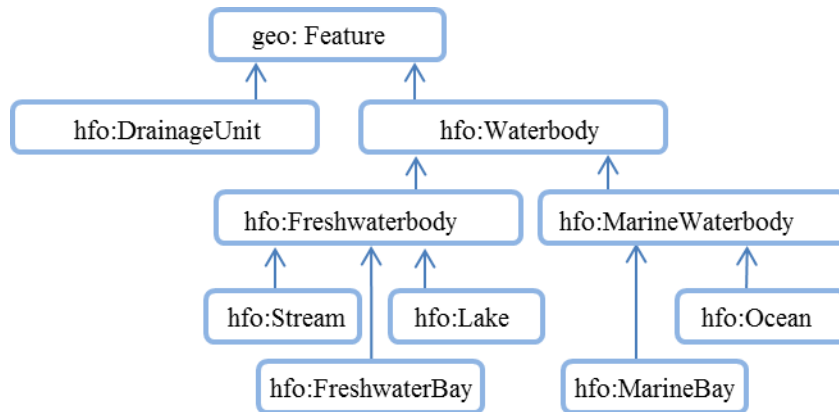 geo: Feature
hfo:DrainageUnit
hfo:Waterbody
hfo:Freshwaterbody
hfo:MarineWaterbody
hfo:Stream
hfo:Lake
hfo:Ocean
hfo:FreshwaterBay
hfo:MarineBay